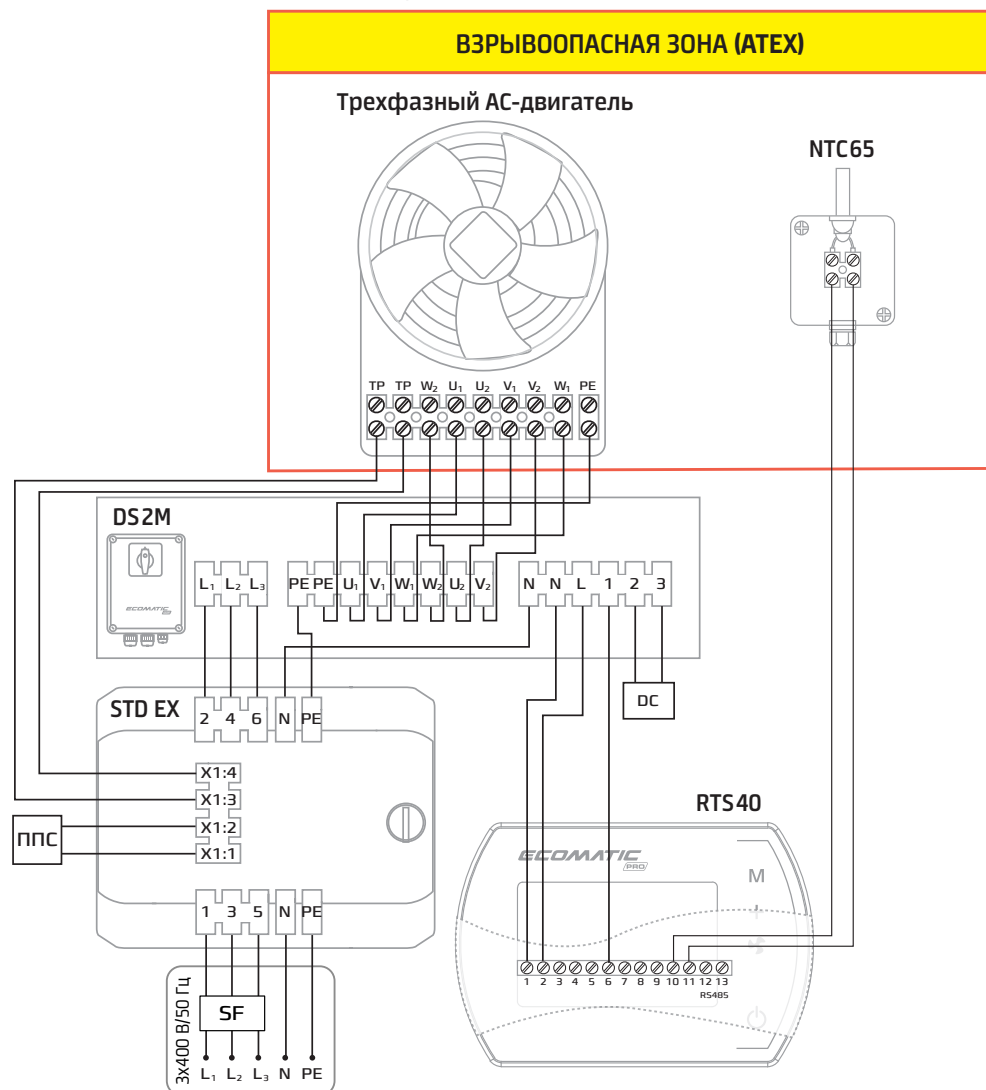 ВЗРЫВООПАСНАЯ ЗОНА (ATEX)
Трехфазный АС-двигатель
NTC65
TP TP W₂ U₁ U₂ V₁ V₂ W₁ PE
DS2M
ECOMATIC
L₁ L₂ L₃ PE PE U₁ V₁ W₁ W₂ U₂ V₂ N N L 1 2 3
DC
STD EX
2 4 6 N PE
X1:4
X1:3
X1:2
X1:1
ППС
RTS40
ECOMATIC
PRO
M
+
1 2 3 4 5 6 7 8 9 10 11 12 13
RS485
1 3 5 N PE
3x400 В/50 Гц
SF
L₁ L₂ L₃ N PE